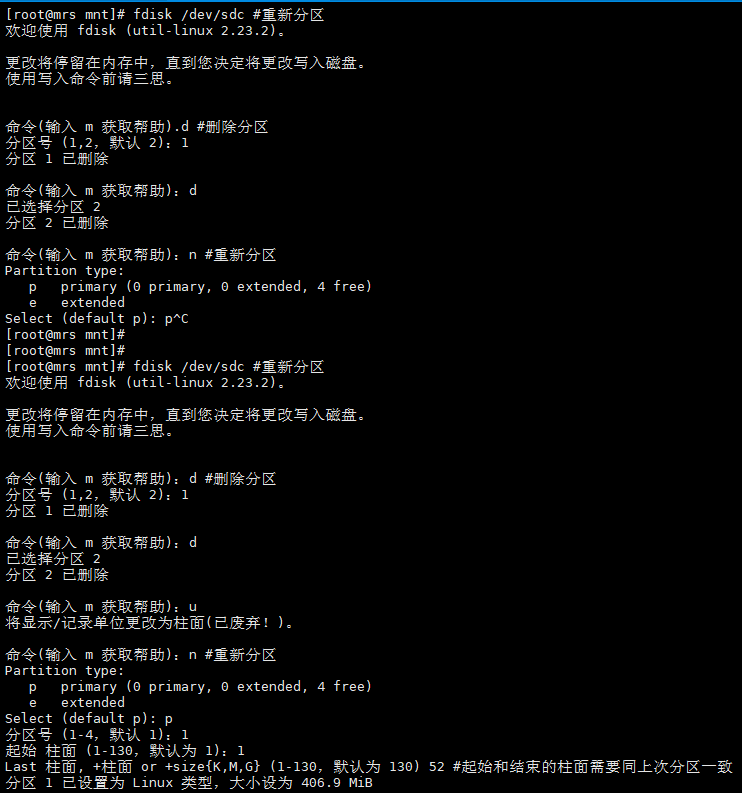 [root@mrs mnt]# fdisk /dev/sdc #重新分区
欢迎使用 fdisk (util-linux 2.23.2)。
更改将停留在内存中，直到您决定将更改写入磁盘。
使用写入命令前请三思。
命令(输入 m 获取帮助).d #删除分区
分区号 (1,2，默认 2)：1
分区 1 已删除
命令(输入 m 获取帮助)：d
已选择分区 2
分区 2 已删除
命令(输入 m 获取帮助)：n #重新分区
Partition type:
p   primary (0 primary, 0 extended, 4 free)
e   extended
Select (default p): p^C
[root@mrs mnt]#
[root@mrs mnt]#
[root@mrs mnt]# fdisk /dev/sdc #重新分区
欢迎使用 fdisk (util-linux 2.23.2)。
更改将停留在内存中，直到您决定将更改写入磁盘。
使用写入命令前请三思。
命令(输入 m 获取帮助)：d #删除分区
分区号 (1,2，默认 2)：1
分区 1 已删除
命令(输入 m 获取帮助)：d
已选择分区 2
分区 2 已删除
命令(输入 m 获取帮助)：u
将显示/记录单位更改为柱面(已废弃！)。
命令(输入 m 获取帮助)：n #重新分区
Partition type:
p   primary (0 primary, 0 extended, 4 free)
e   extended
Select (default p): p
分区号 (1-4，默认 1)：1
起始 柱面 (1-130，默认为 1)：1
Last 柱面, +柱面 or +size{K,M,G} (1-130，默认为 130) 52 #起始和结束的柱面需要同上次分区一致
分区 1 已设置为 Linux 类型，大小设为 406.9 MiB